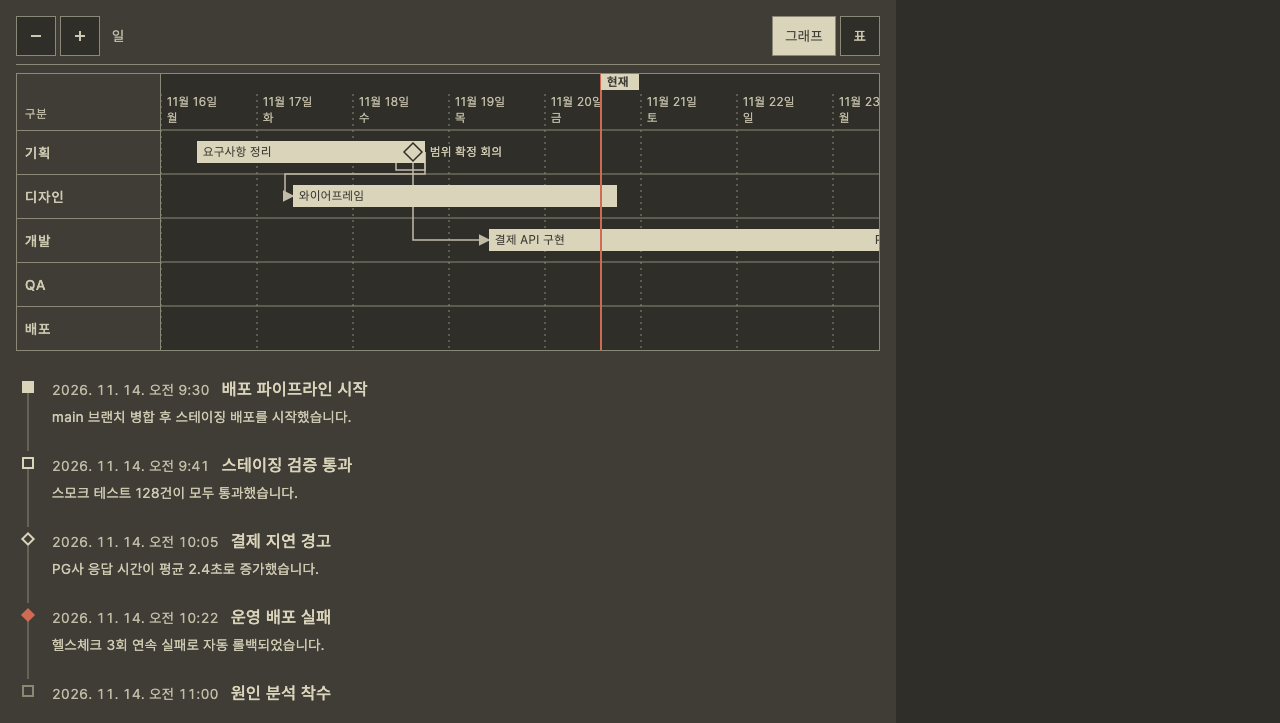 − + 일 그래프 표
현재
구분 11월 16일 11월 17일 11월 18일 11월 19일 11월 20일 11월 21일 11월 22일 11월 23
월 화 수 목 금 토 일 월
기획 요구사항 정리 범위 확정 회의
디자인 와이어프레임
개발 결제 API 구현
QA
배포
2026. 11. 14. 오전 9:30 배포 파이프라인 시작
main 브랜치 병합 후 스테이징 배포를 시작했습니다.
2026. 11. 14. 오전 9:41 스테이징 검증 통과
스모크 테스트 128건이 모두 통과했습니다.
2026. 11. 14. 오전 10:05 결제 지연 경고
PG사 응답 시간이 평균 2.4초로 증가했습니다.
2026. 11. 14. 오전 10:22 운영 배포 실패
헬스체크 3회 연속 실패로 자동 롤백되었습니다.
2026. 11. 14. 오전 11:00 원인 분석 착수